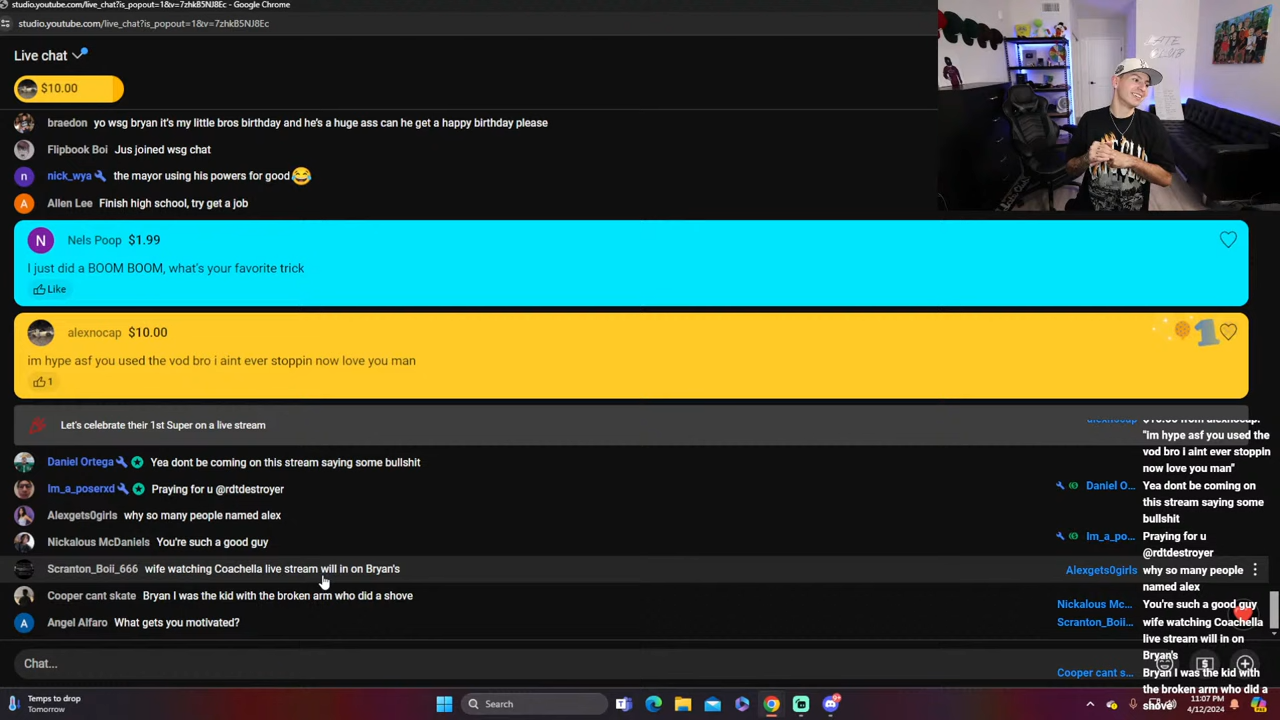 studio.youtube.com/live_chat?is_popout=1&v=7zhkB5NJ8Ec - Google Chrome
studio.youtube.com/live_chat?is_popout=1&v=7zhkB5NJ8Ec
Live chat
$10.00
braedon yo wsg bryan it's my little bros birthday and he's a huge ass can he get a happy birthday please
Flipbook Boi Jus joined wsg chat
n nick_wya the mayor using his powers for good😂
A Allen Lee Finish high school, try get a job
N Nels Poop $1.99
I just did a BOOM BOOM, what's your favorite trick
Like
alexnocap $10.00
im hype asf you used the vod bro i aint ever stoppin now love you man
1
Let's celebrate their 1st Super on a live stream
Daniel Ortega Yea dont be coming on this stream saying some bullshit
Im_a_poserxd Praying for u @rdtdestroyer
Alexgets0girls why so many people named alex
Nickalous McDaniels You're such a good guy
Scranton_Boii_666 wife watching Coachella live stream will in on Bryan's
Cooper cant skate Bryan I was the kid with the broken arm who did a shove
A Angel Alfaro What gets you motivated?
Chat...
alexnocap $10.00 from alexnocap:
"im hype asf you used the
vod bro i aint ever stoppin
now love you man"
Daniel O... Yea dont be coming on
this stream saying some
bullshit
Im_a_po... Praying for u
@rdtdestroyer
Alexgets0girls why so many people
named alex
Nickalous Mc... You're such a good guy
Scranton_Boii... wife watching Coachella
live stream will in on
Bryan's
Cooper cant s... Bryan I was the kid with
the broken arm who did a
shove
Temps to drop
Tomorrow
Search
11:07 PM
4/12/2024